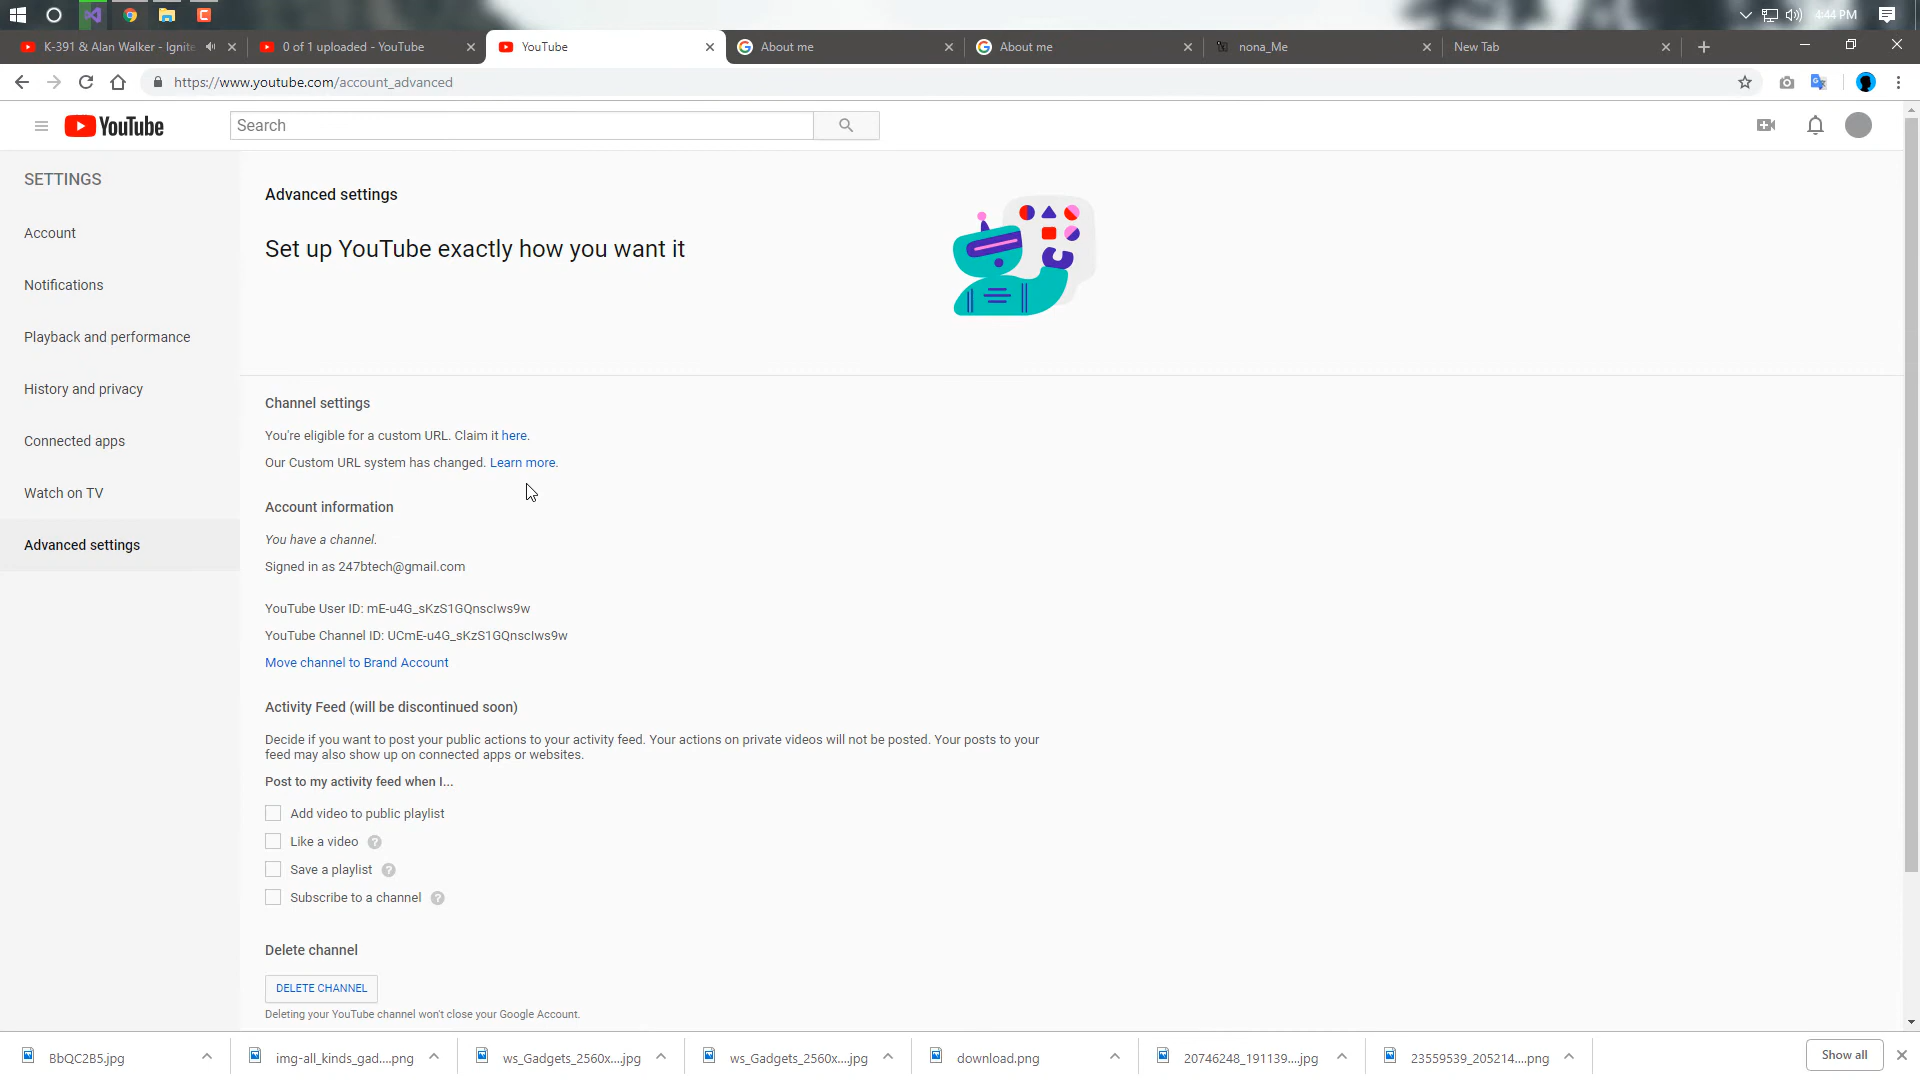 4:44 PM
K-391 & Alan Walker - Ignite
0 of 1 uploaded - YouTube
YouTube
About me
About me
nona_Me
New Tab
https://www.youtube.com/account_advanced
YouTube
Search
SETTINGS
Account
Notifications
Playback and performance
History and privacy
Connected apps
Watch on TV
Advanced settings
Advanced settings
Set up YouTube exactly how you want it
Channel settings
You're eligible for a custom URL. Claim it here.
Our Custom URL system has changed. Learn more.
Account information
You have a channel.
Signed in as 247btech@gmail.com
YouTube User ID: mE-u4G_sKzS1GQnscIws9w
YouTube Channel ID: UCmE-u4G_sKzS1GQnscIws9w
Move channel to Brand Account
Activity Feed (will be discontinued soon)
Decide if you want to post your public actions to your activity feed. Your actions on private videos will not be posted. Your posts to your
feed may also show up on connected apps or websites.
Post to my activity feed when I...
Add video to public playlist
Like a video ?
Save a playlist ?
Subscribe to a channel ?
Delete channel
DELETE CHANNEL
Deleting your YouTube channel won't close your Google Account.
BbQC2B5.jpg
img-all_kinds_gad....png
ws_Gadgets_2560x....jpg
ws_Gadgets_2560x....jpg
download.png
20746248_191139....jpg
23559539_205214....png
Show all